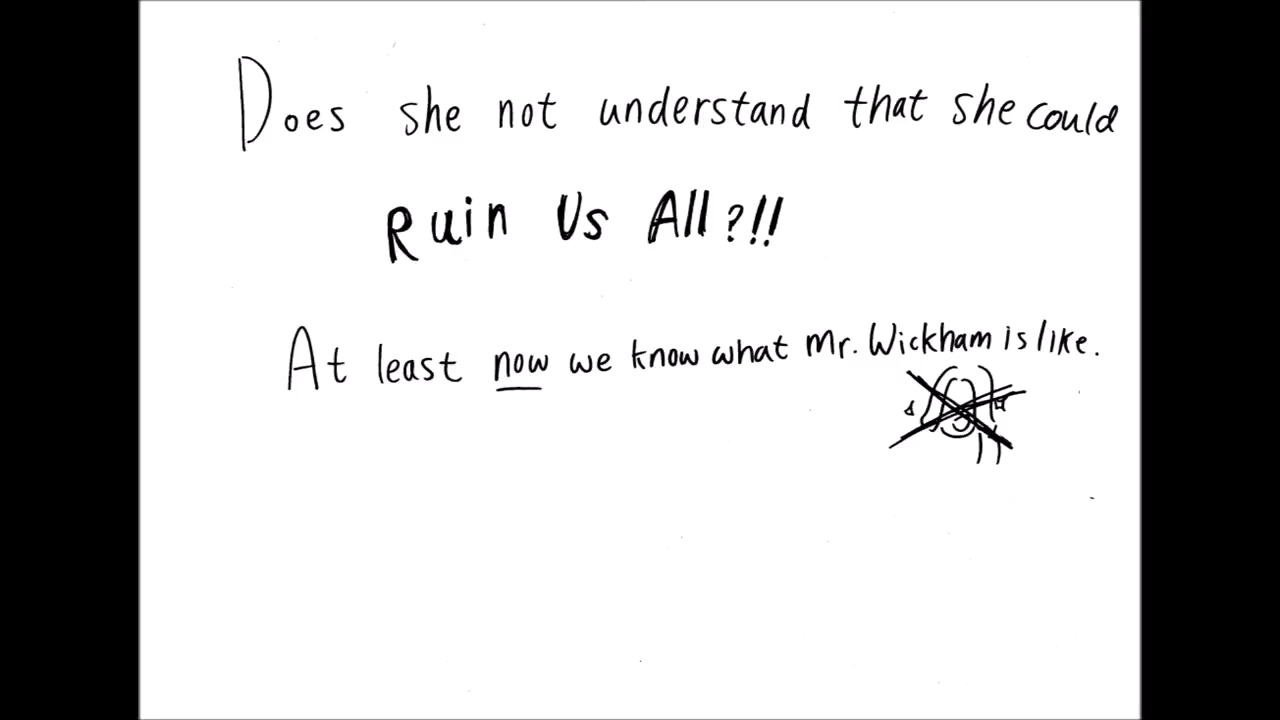 Does she not understand that she could
Ruin Us All?!!
At least now we know what Mr. Wickham is like.